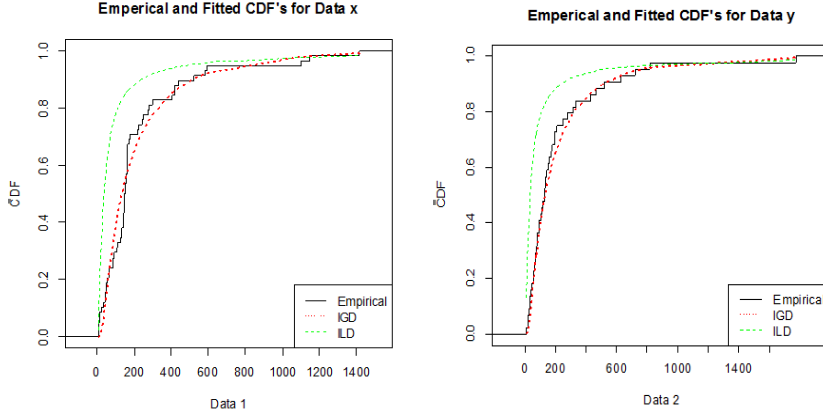 Emperical and Fitted CDF's for Data x
1.0
0.8
0.6
0.4
0.2
0.0
CDF
0 200 400 600 800 1000 1200 1400
Data 1
Empirical
IGD
ILD
Emperical and Fitted CDF's for Data y
1.0
0.8
0.6
0.4
0.2
0.0
CDF
0 200 400 600 800 1000 1400
Data 2
Empirical
IGD
ILD